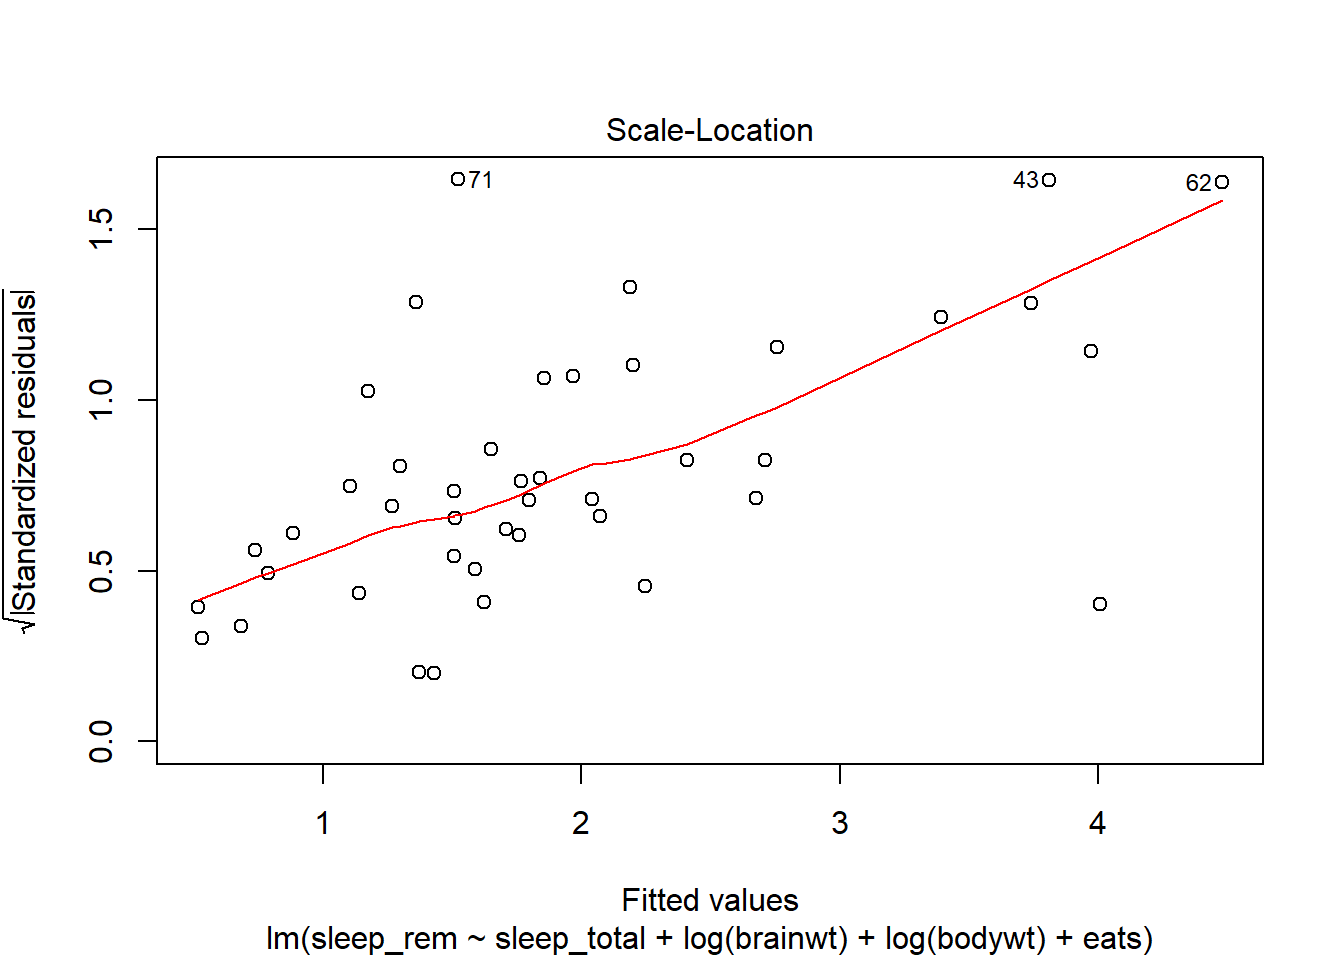 Scale-Location
71
43
62
1.5
1.0
0.5
0.0
√|Standardized residuals|
1 2 3 4
Fitted values
lm(sleep_rem ~ sleep_total + log(brainwt) + log(bodywt) + eats)